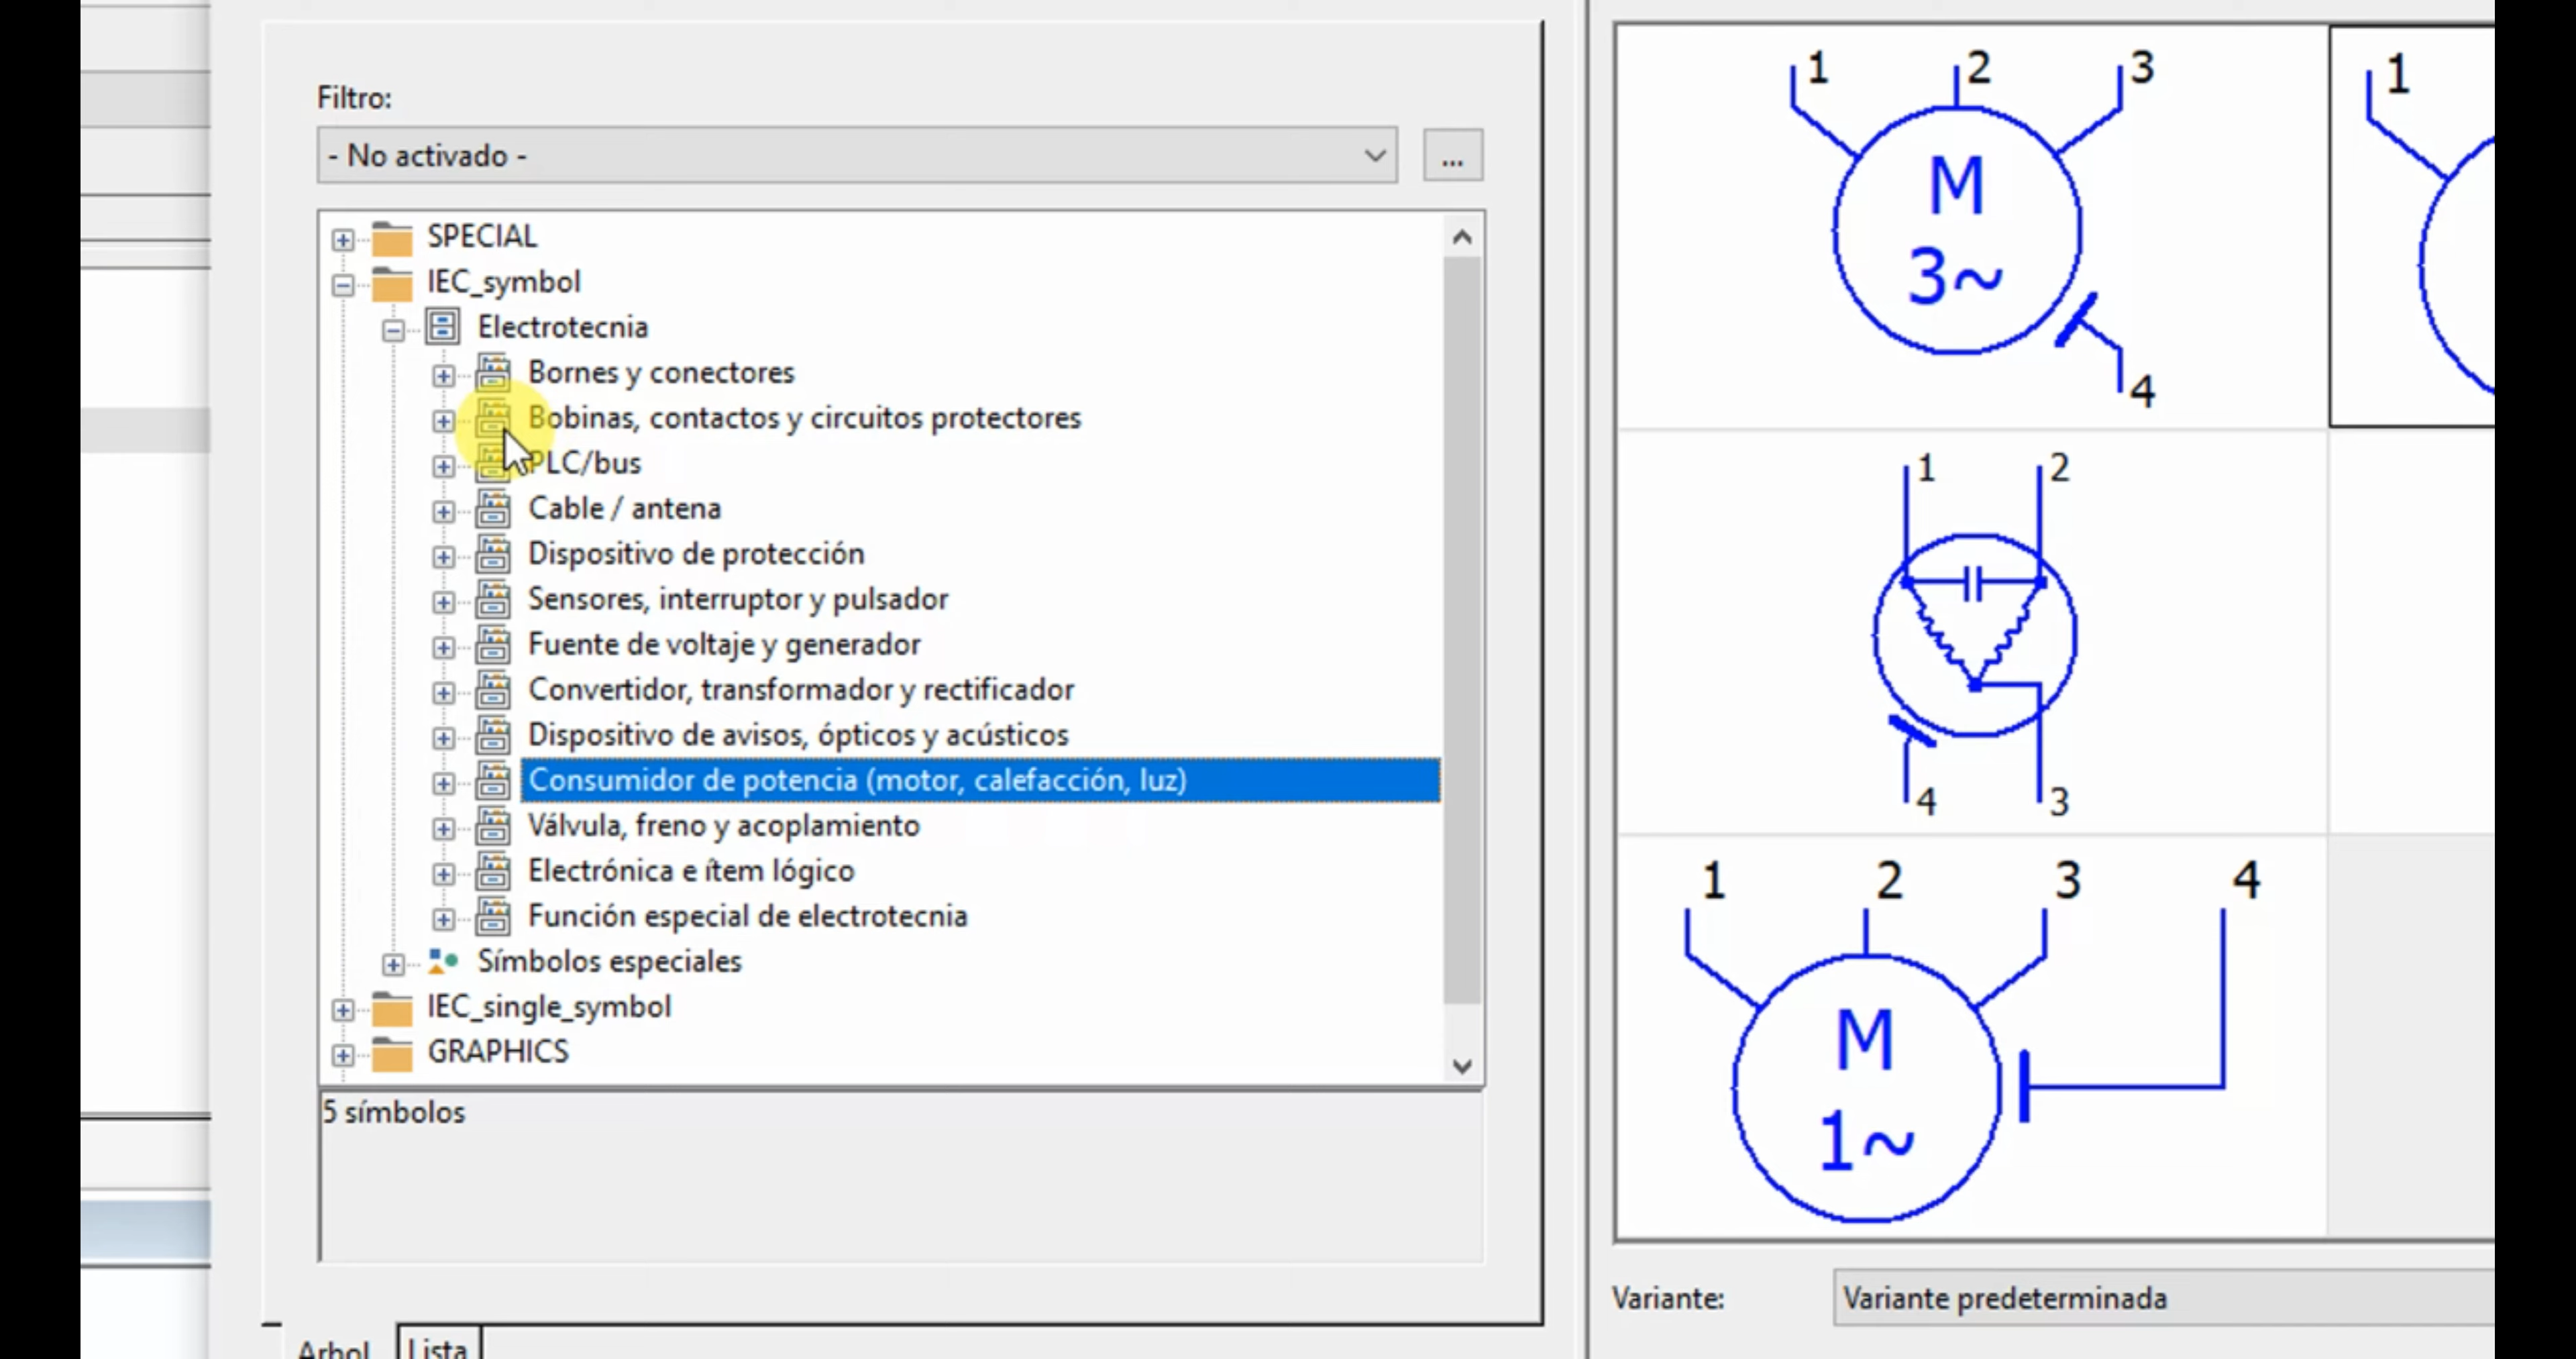 Filtro:
- No activado -
...
SPECIAL
IEC_symbol
Electrotecnia
Bornes y conectores
Bobinas, contactos y circuitos protectores
PLC/bus
Cable / antena
Dispositivo de protección
Sensores, interruptor y pulsador
Fuente de voltaje y generador
Convertidor, transformador y rectificador
Dispositivo de avisos, ópticos y acústicos
Consumidor de potencia (motor, calefacción, luz)
Válvula, freno y acoplamiento
Electrónica e ítem lógico
Función especial de electrotecnia
Símbolos especiales
IEC_single_symbol
GRAPHICS
5 símbolos
Arbol
Lista
1 2 3
M
3~
4
1
1 2
4 3
1 2 3 4
M
1~
Variante:
Variante predeterminada